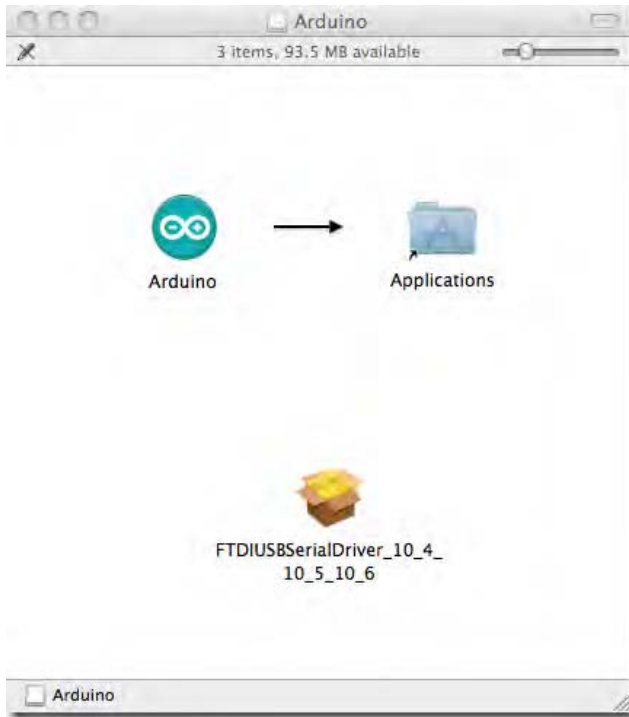 Arduino
3 items, 93.5 MB available
Arduino
Applications
FTDIUSBSerialDriver_10_4_
10_5_10_6
Arduino